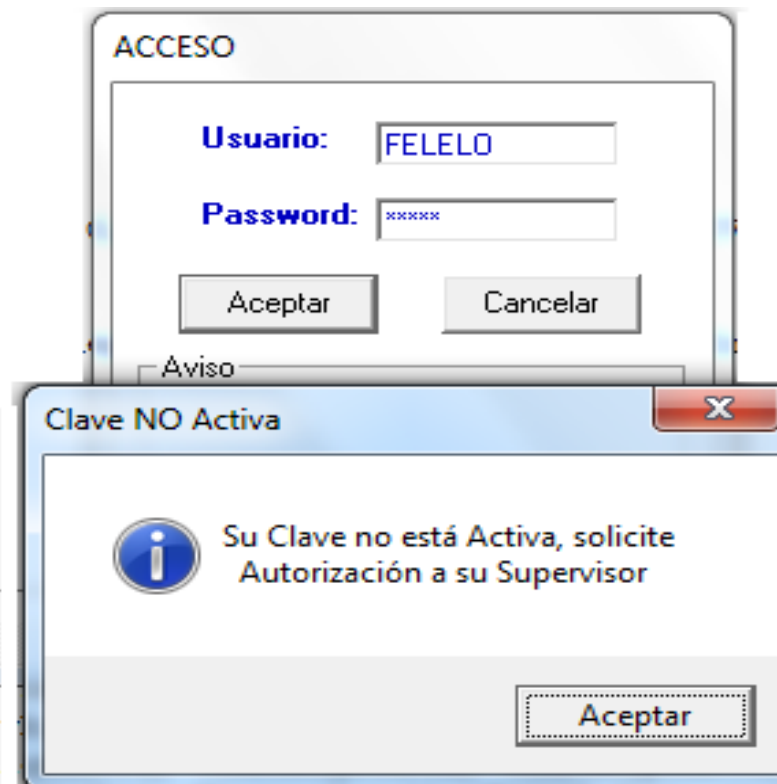 ACCESO
Usuario: FELELO
Password: *****
Aceptar Cancelar
Aviso
Clave NO Activa
Su Clave no está Activa, solicite
Autorización a su Supervisor
Aceptar